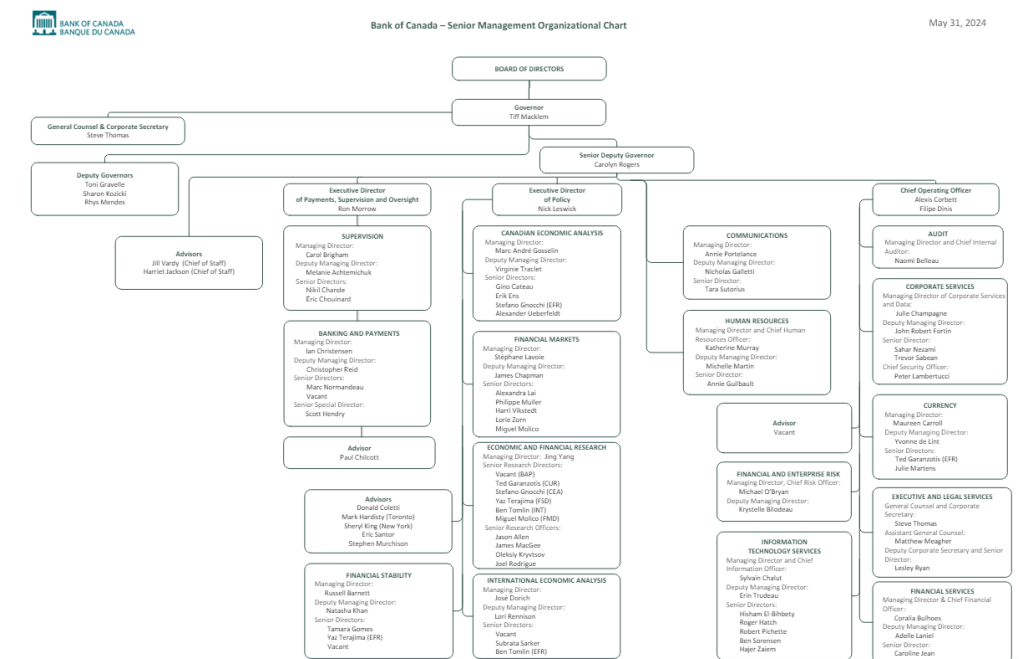 BANK OF CANADA
BANQUE DU CANADA
Bank of Canada – Senior Management Organizational Chart
May 31, 2024
BOARD OF DIRECTORS
Governor
Tiff Macklem
General Counsel & Corporate Secretary
Steve Thomas
Senior Deputy Governor
Carolyn Rogers
Deputy Governors
Toni Gravelle
Sharon Kozicki
Rhys Mendes
Advisors
Jill Vardy (Chief of Staff)
Harriet Jackson (Chief of Staff)
Executive Director
of Payments, Supervision and Oversight
Ron Morrow
SUPERVISION
Managing Director:
Carol Brigham
Deputy Managing Director:
Melanie Achtemichuk
Senior Directors:
Nikil Chande
Éric Chouinard
BANKING AND PAYMENTS
Managing Director:
Ian Christensen
Deputy Managing Director:
Christopher Reid
Senior Directors:
Marc Normandeau
Vacant
Senior Special Director:
Scott Hendry
Advisor
Paul Chilcott
Executive Director
of Policy
Nick Leswick
CANADIAN ECONOMIC ANALYSIS
Managing Director:
Marc-André Gosselin
Deputy Managing Director:
Virginie Traclet
Senior Directors:
Gino Cateau
Erik Ens
Stefano Gnocchi (EFR)
Alexander Ueberfeldt
FINANCIAL MARKETS
Managing Director:
Stéphane Lavoie
Deputy Managing Director:
James Chapman
Senior Directors:
Alexandra Lai
Philippe Muller
Harri Vikstedt
Lorie Zorn
Miguel Molico
ECONOMIC AND FINANCIAL RESEARCH
Managing Director: Jing Yang
Senior Research Directors:
Vacant (BAP)
Ted Garanzotis (CUR)
Stefano Gnocchi (CEA)
Yaz Terajima (FSD)
Ben Tomlin (INT)
Miguel Molico (FMD)
Senior Research Officers:
Jason Allen
James MacGee
Oleksiy Kryvtsov
Joel Rodrigue
Advisors
Donald Coletti
Mark Hardisty (Toronto)
Sheryl King (New York)
Eric Santor
Stephen Murchison
FINANCIAL STABILITY
Managing Director:
Russell Barnett
Deputy Managing Director:
Natasha Khan
Senior Directors:
Tamara Gomes
Yaz Terajima (EFR)
Vacant
INTERNATIONAL ECONOMIC ANALYSIS
Managing Director:
José Dorich
Deputy Managing Director:
Lori Rennison
Senior Directors:
Vacant
Subrata Sarker
Ben Tomlin (EFR)
COMMUNICATIONS
Managing Director:
Annie Portelance
Deputy Managing Director:
Nicholas Galletti
Senior Director:
Tara Sutorius
HUMAN RESOURCES
Managing Director and Chief Human
Resources Officer:
Katherine Murray
Deputy Managing Director:
Michelle Martin
Senior Director:
Annie Guilbault
Chief Operating Officer
Alexis Corbett
Filipe Dinis
AUDIT
Managing Director and Chief Internal
Auditor:
Naomi Belleau
CORPORATE SERVICES
Managing Director of Corporate Services
and Data:
Julie Champagne
Deputy Managing Director:
John Robert Fortin
Senior Director:
Sahar Nezami
Trevor Sabean
Chief Security Officer:
Peter Lambertucci
Advisor
Vacant
CURRENCY
Managing Director:
Maureen Carroll
Deputy Managing Director:
Yvonne de Lint
Senior Directors:
Ted Garanzotis (EFR)
Julie Martens
FINANCIAL AND ENTERPRISE RISK
Managing Director, Chief Risk Officer:
Michael O'Bryan
Deputy Managing Director:
Krystelle Bilodeau
EXECUTIVE AND LEGAL SERVICES
General Counsel and Corporate
Secretary:
Steve Thomas
Assistant General Counsel:
Matthew Meagher
Deputy Corporate Secretary and Senior
Director:
Lesley Ryan
INFORMATION
TECHNOLOGY SERVICES
Managing Director and Chief
Information Officer:
Sylvain Chalut
Deputy Managing Director:
Erin Trudeau
Senior Directors:
Hisham El-Bihbety
Roger Hatch
Robert Pichette
Ben Sorensen
Hajer Zaiem
FINANCIAL SERVICES
Managing Director & Chief Financial
Officer:
Coralia Bulhoes
Deputy Managing Director:
Adelle Laniel
Senior Director:
Caroline Jean